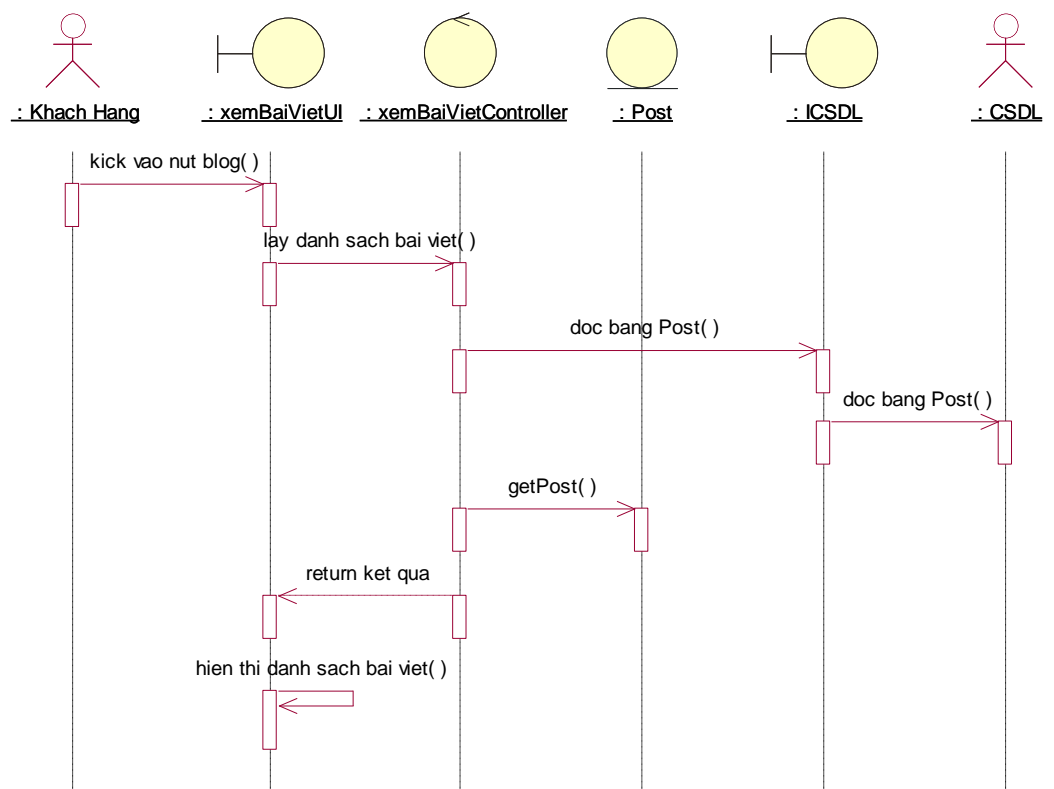 : Khach Hang
: xemBaiVietUI
: xemBaiVietController
: Post
: ICSDL
: CSDL
kick vao nut blog( )
lay danh sach bai viet( )
doc bang Post( )
doc bang Post( )
getPost( )
return ket qua
hien thi danh sach bai viet( )